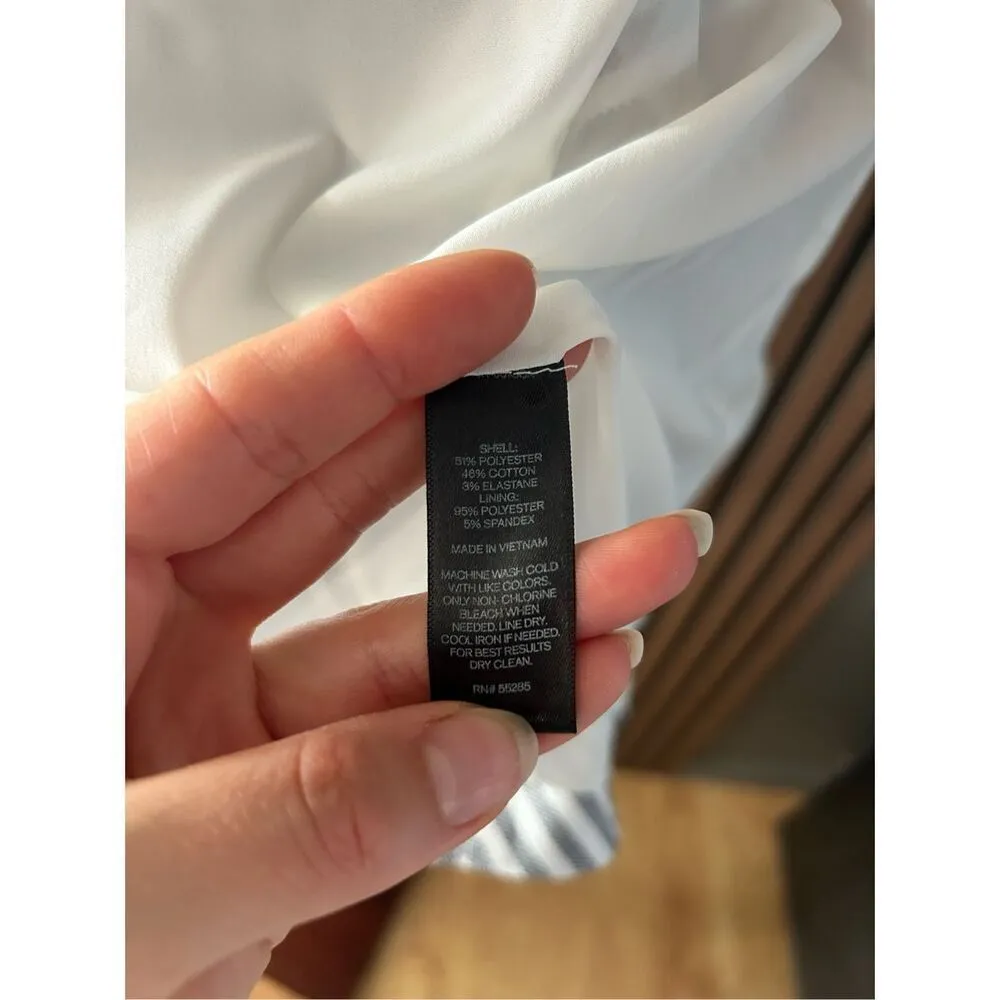 SHELL:
51% POLYESTER
46% COTTON
3% ELASTANE
LINING:
95% POLYESTER
5% SPANDEX
MADE IN VIETNAM
MACHINE WASH COLD
WITH LIKE COLORS.
ONLY NON-CHLORINE
BLEACH WHEN
NEEDED. LINE DRY.
COOL IRON IF NEEDED.
FOR BEST RESULTS
DRY CLEAN.
RN# 55285